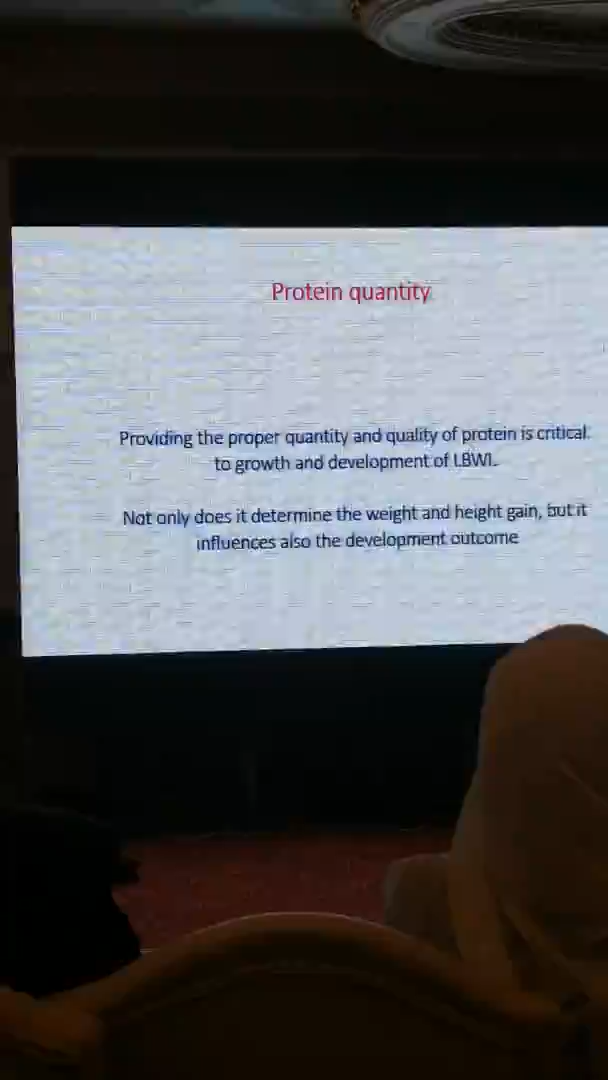 Protein quantity
Providing the proper quantity and quality of protein is critical
to growth and development of LBWI.
Not only does it determine the weight and height gain, but it
influences also the development outcome